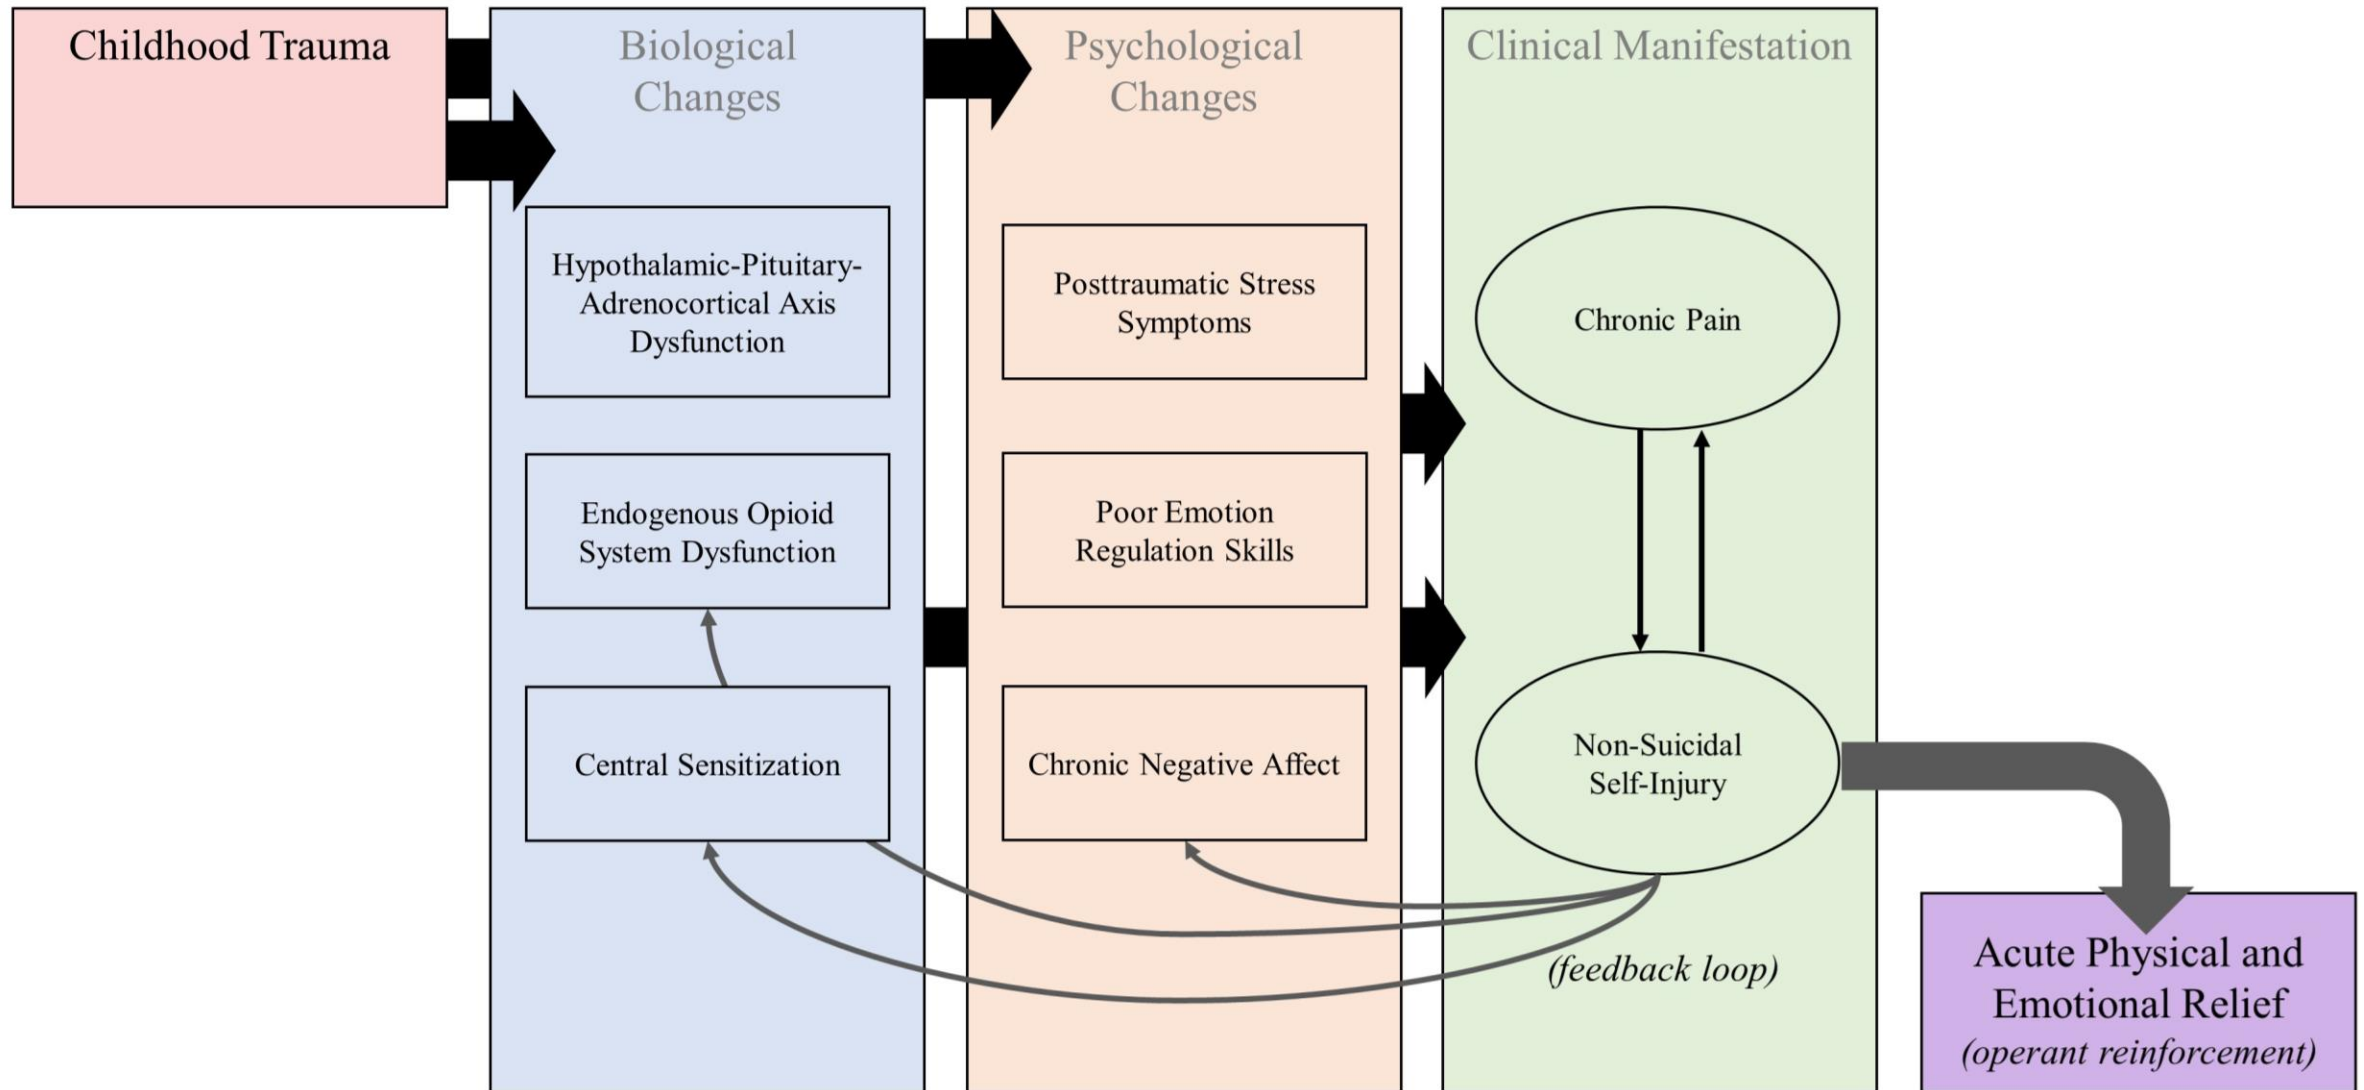 Childhood Trauma
Biological
Changes
Hypothalamic-Pituitary-
Adrenocortical Axis
Dysfunction
Endogenous Opioid
System Dysfunction
Central Sensitization
Psychological
Changes
Posttraumatic Stress
Symptoms
Poor Emotion
Regulation Skills
Chronic Negative Affect
Clinical Manifestation
Chronic Pain
Non-Suicidal
Self-Injury
(feedback loop)
Acute Physical and
Emotional Relief
(operant reinforcement)